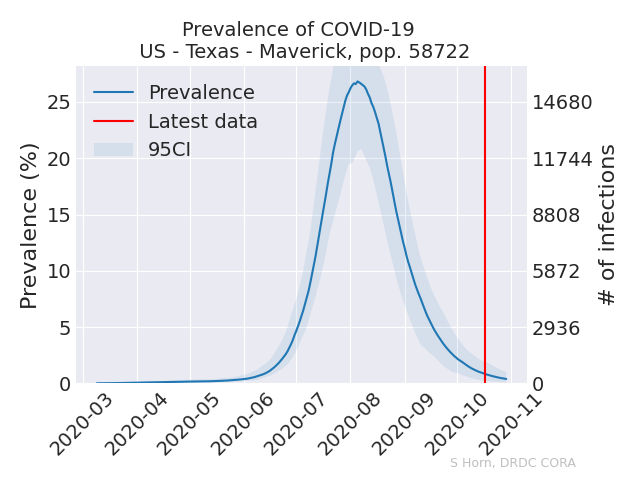 Prevalence of COVID-19
US - Texas - Maverick, pop. 58722
Prevalence
Latest data
95CI
Prevalence (%)
25
20
15
10
5
0
14680
11744
8808
5872
2936
0
# of infections
2020-03
2020-04
2020-05
2020-06
2020-07
2020-08
2020-09
2020-10
2020-11
S Horn, DRDC CORA